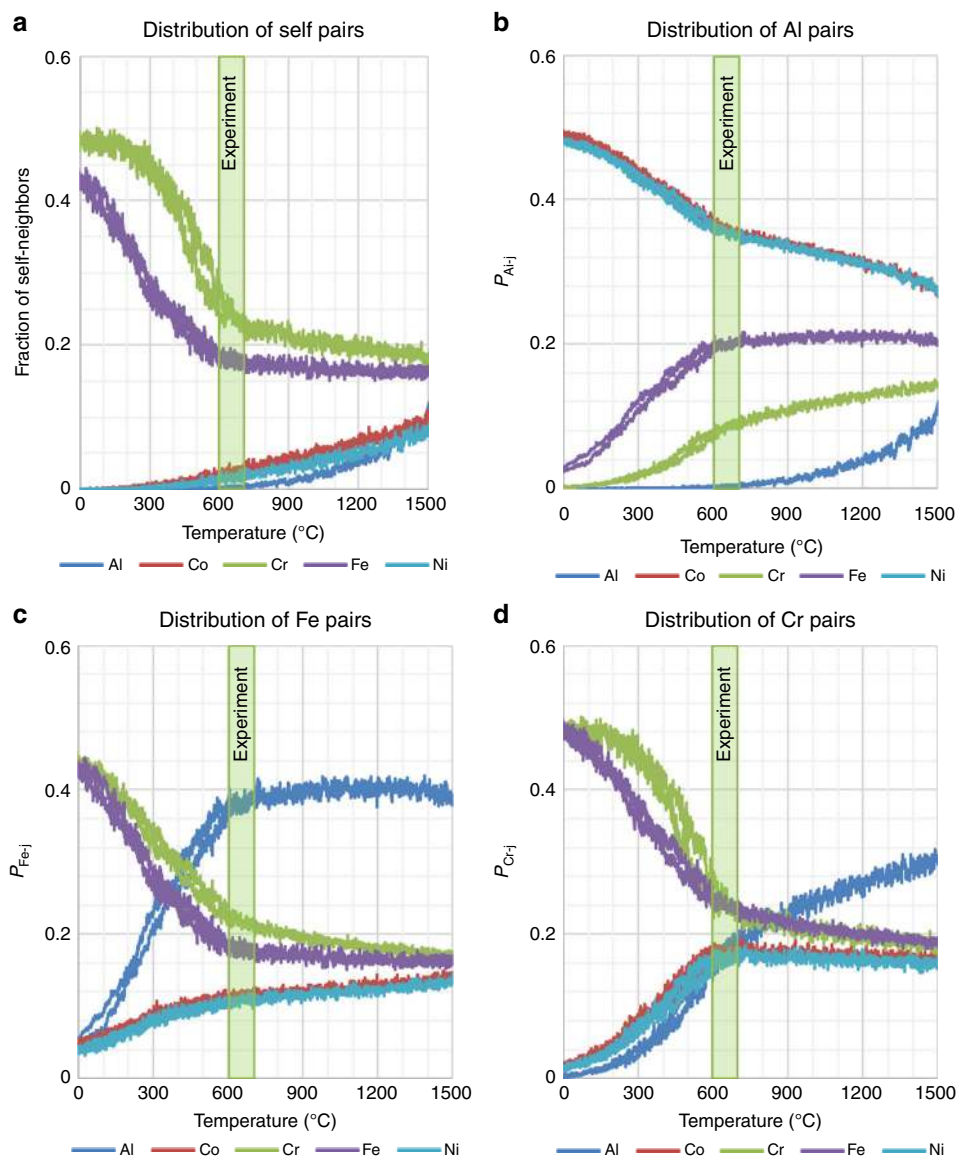 a Distribution of self pairs
0.6
0.4
0.2
0
Fraction of self-neighbors
Experiment
0 300 600 900 1200 1500
Temperature (°C)
Al Co Cr Fe Ni
b Distribution of Al pairs
0.6
0.4
0.2
0
P Al-j
Experiment
0 300 600 900 1200 1500
Temperature (°C)
Al Co Cr Fe Ni
c Distribution of Fe pairs
0.6
0.4
0.2
0
P Fe-j
Experiment
0 300 600 900 1200 1500
Temperature (°C)
Al Co Cr Fe Ni
d Distribution of Cr pairs
0.6
0.4
0.2
0
P Cr-j
Experiment
0 300 600 900 1200 1500
Temperature (°C)
Al Co Cr Fe Ni